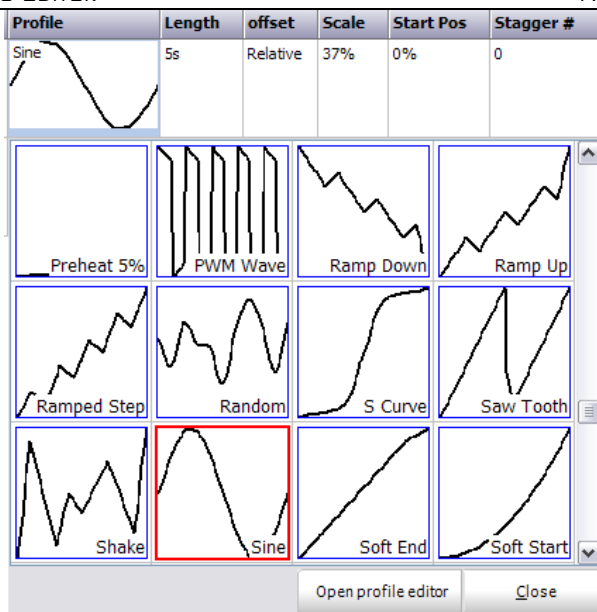 Profile Length offset Scale Start Pos Stagger #
Sine 5s Relative 37% 0% 0
Preheat 5% PWM Wave Ramp Down Ramp Up
Ramped Step Random S Curve Saw Tooth
Shake Sine Soft End Soft Start
Open profile editor Close